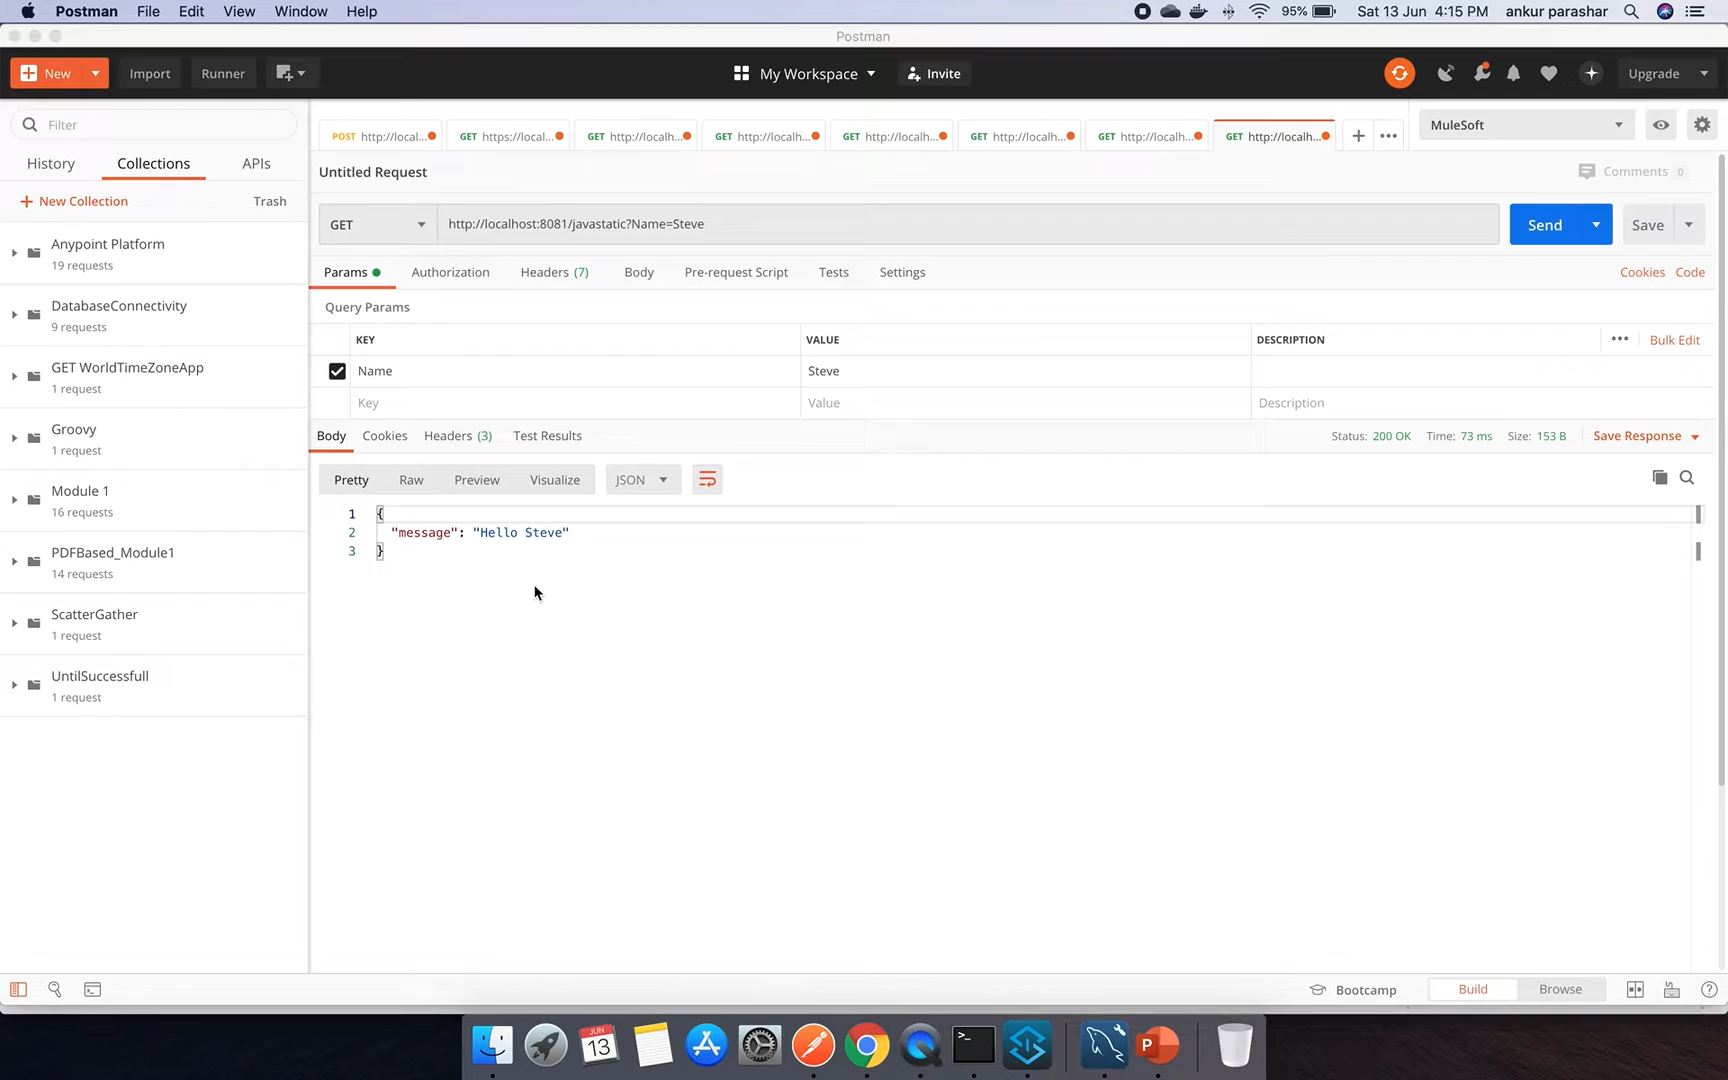 Postman File Edit View Window Help 95% Sat 13 Jun 4:15 PM ankur parashar
Postman
New Import Runner My Workspace Invite Upgrade
Filter
History Collections APIs
New Collection Trash
Anypoint Platform
19 requests
DatabaseConnectivity
9 requests
GET WorldTimeZoneApp
1 request
Groovy
1 request
Module 1
16 requests
PDFBased_Module1
14 requests
ScatterGather
1 request
UntilSuccessfull
1 request
POST http://local... GET https://local... GET http://localh... GET http://localh... GET http://localh... GET http://localh... GET http://localh... GET http://localh... MuleSoft
Untitled Request Comments 0
GET http://localhost:8081/javastatic?Name=Steve Send Save
Params Authorization Headers (7) Body Pre-request Script Tests Settings Cookies Code
Query Params
KEY VALUE DESCRIPTION Bulk Edit
Name Steve
Key Value Description
Body Cookies Headers (3) Test Results Status: 200 OK Time: 73 ms Size: 153 B Save Response
Pretty Raw Preview Visualize JSON
1 {
2 "message": "Hello Steve"
3 }
Bootcamp Build Browse
JUN
13
P